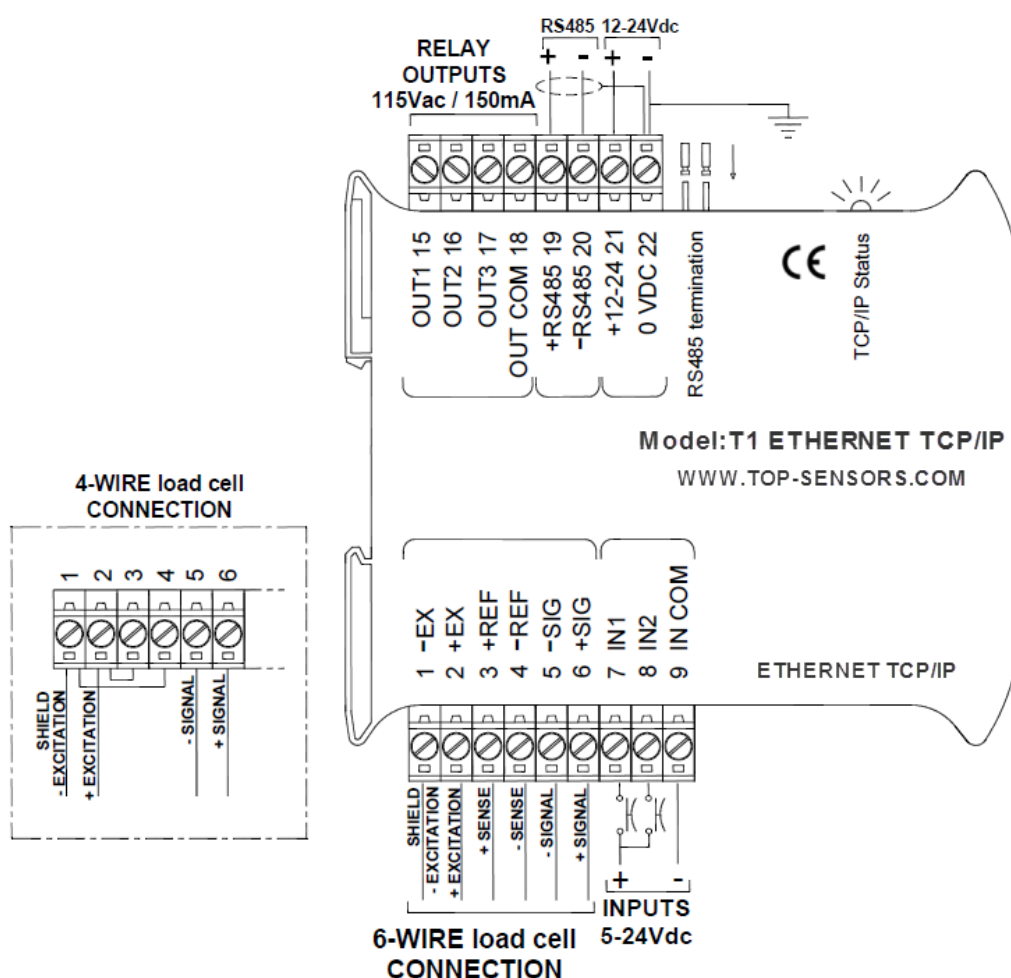 RS485 12-24Vdc
+ - + -
RELAY
OUTPUTS
115Vac / 150mA
OUT1 15
OUT2 16
OUT3 17
OUT COM 18
+RS485 19
−RS485 20
+12-24 21
0 VDC 22
RS485 termination
CE
TCP/IP Status
Model:T1 ETHERNET TCP/IP
WWW.TOP-SENSORS.COM
4-WIRE load cell
CONNECTION
1 2 3 4 5 6
SHIELD
- EXCITATION
+ EXCITATION
- SIGNAL
+ SIGNAL
1 −EX
2 +EX
3 +REF
4 −REF
5 −SIG
6 +SIG
7 IN1
8 IN2
9 IN COM
ETHERNET TCP/IP
SHIELD
- EXCITATION
+ EXCITATION
+ SENSE
- SENSE
- SIGNAL
+ SIGNAL
+ -
INPUTS
5-24Vdc
6-WIRE load cell
CONNECTION